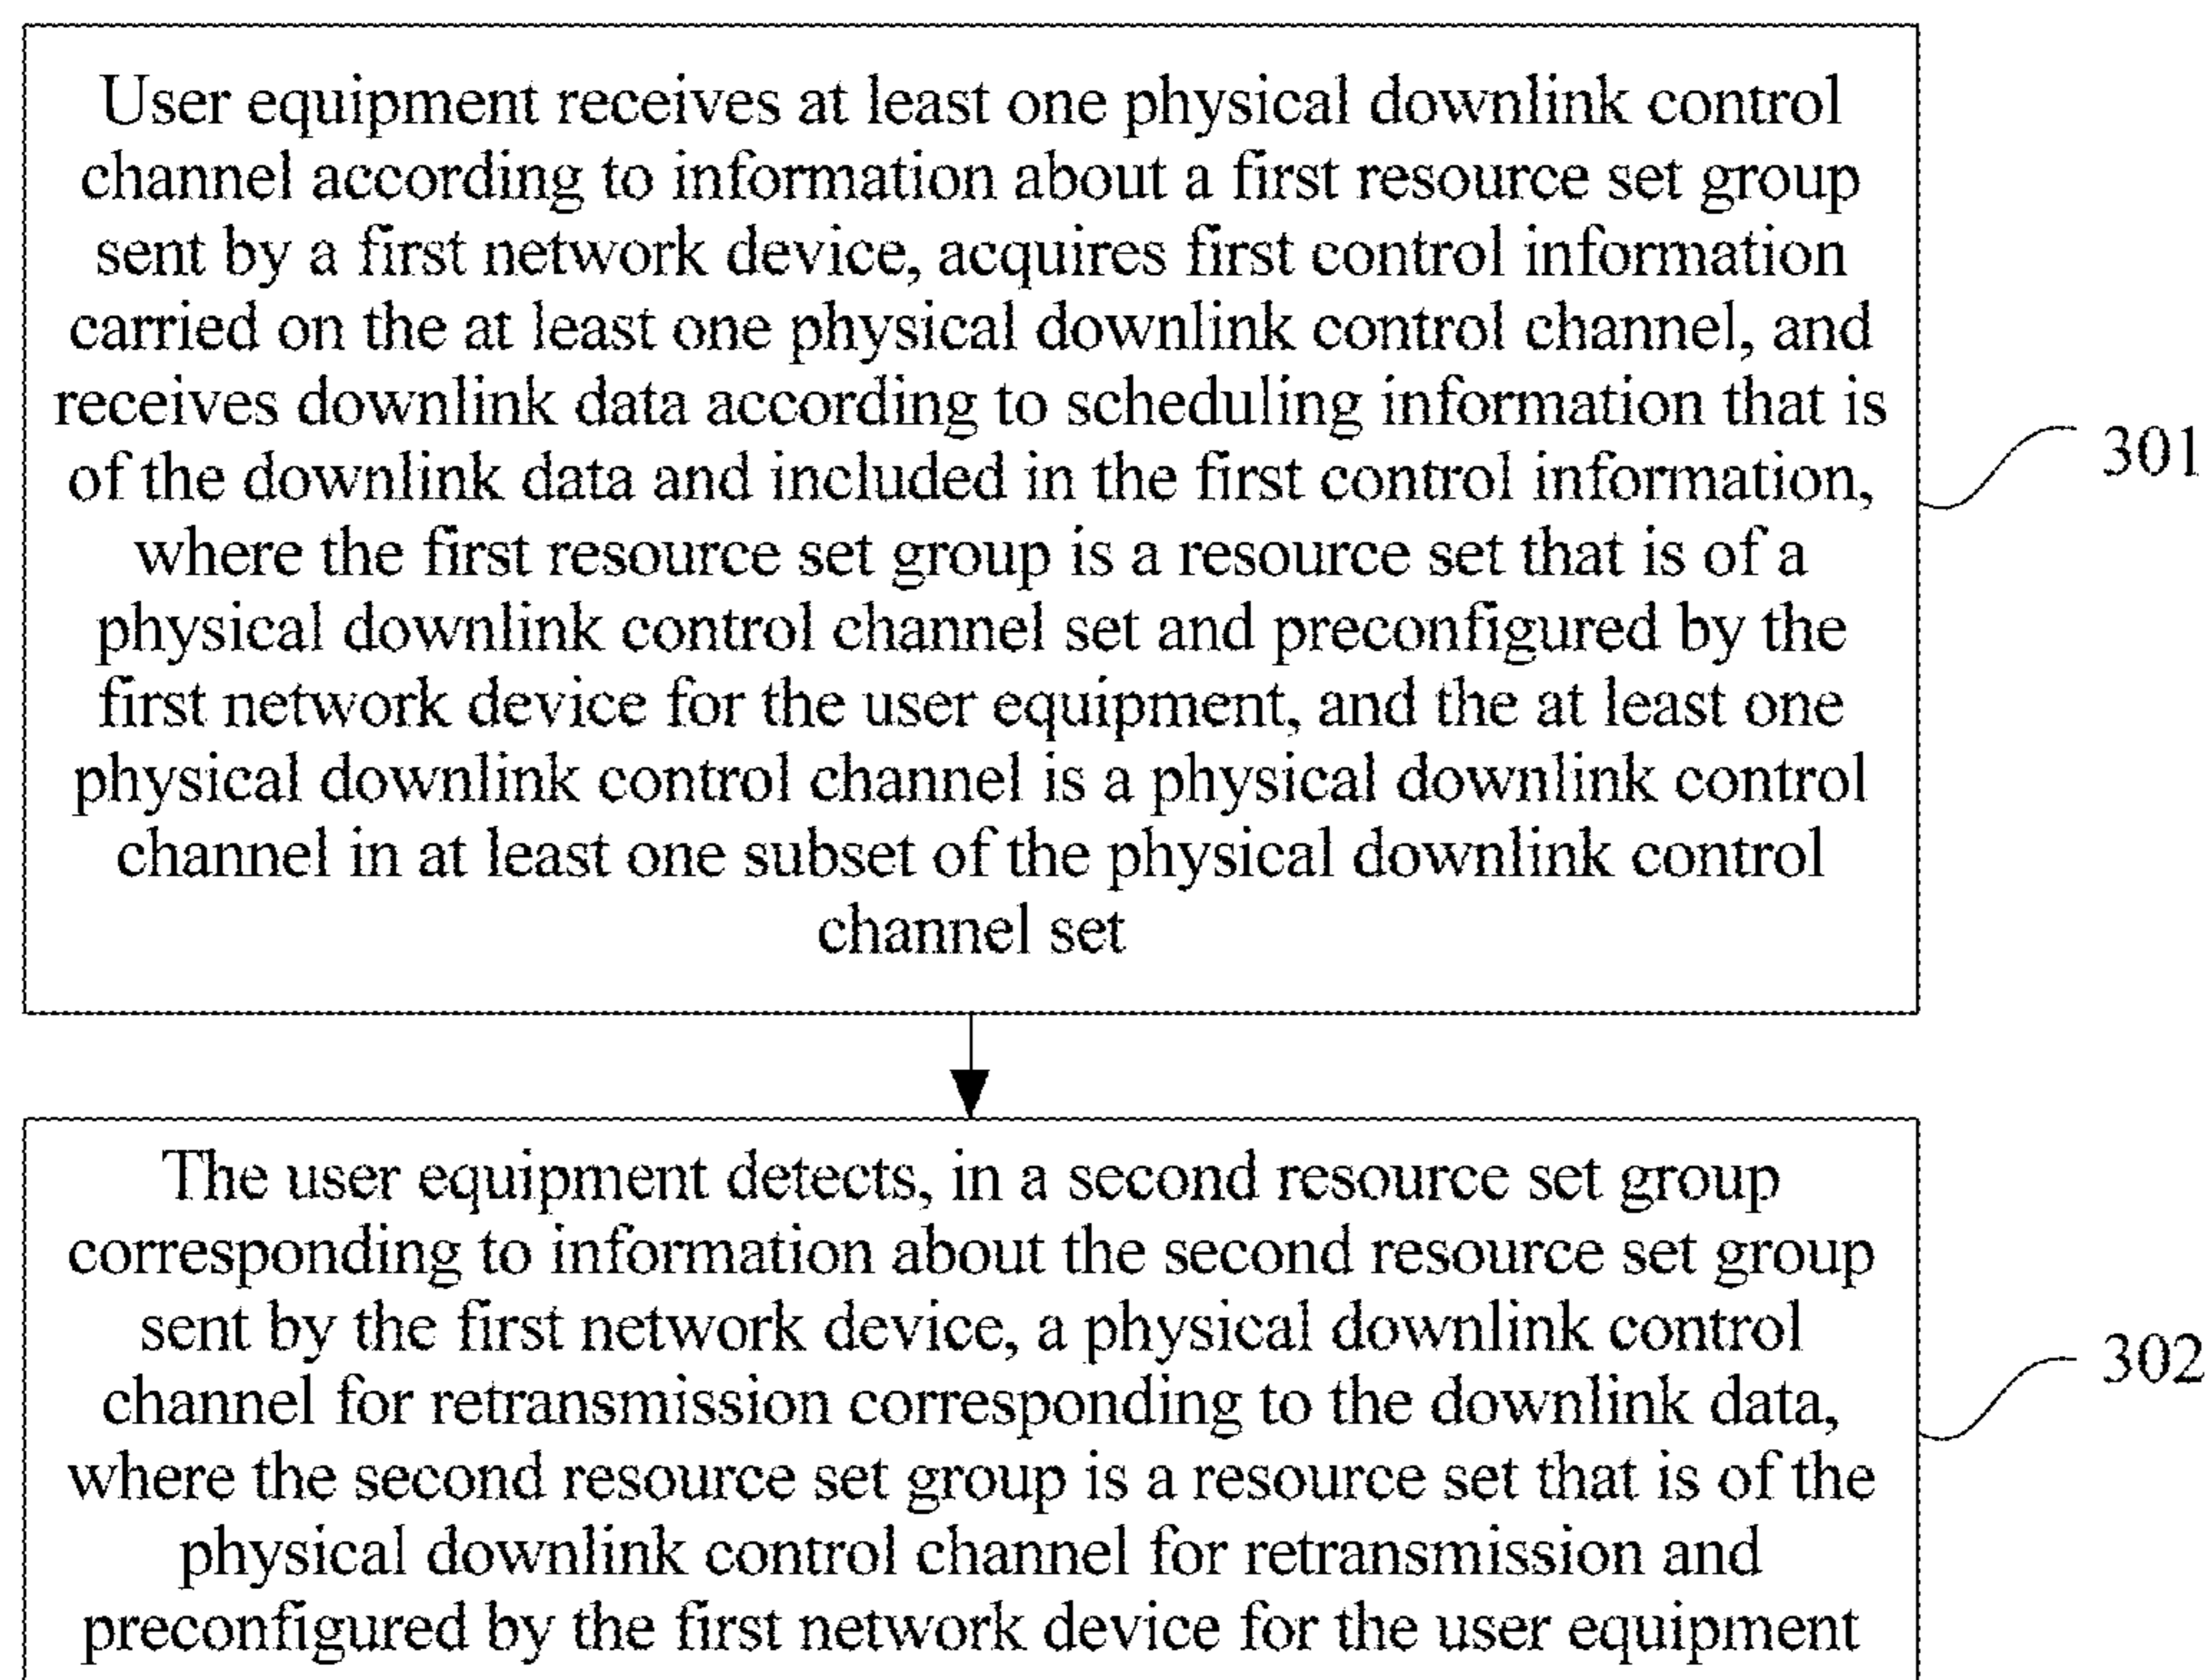 User equipment receives at least one physical downlink control
channel according to information about a first resource set group
sent by a first network device, acquires first control information
carried on the at least one physical downlink control channel, and
receives downlink data according to scheduling information that is
of the downlink data and included in the first control information,
where the first resource set group is a resource set that is of a
physical downlink control channel set and preconfigured by the
first network device for the user equipment, and the at least one
physical downlink control channel is a physical downlink control
channel in at least one subset of the physical downlink control
channel set
301
The user equipment detects, in a second resource set group
corresponding to information about the second resource set group
sent by the first network device, a physical downlink control
channel for retransmission corresponding to the downlink data,
where the second resource set group is a resource set that is of the
physical downlink control channel for retransmission and
preconfigured by the first network device for the user equipment
302